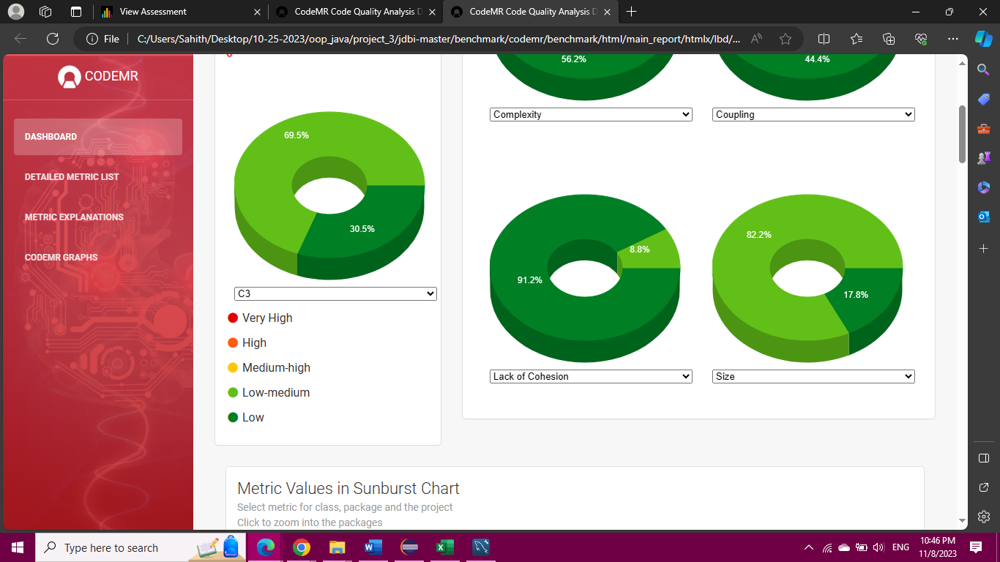 View Assessment
CodeMR Code Quality Analysis D
CodeMR Code Quality Analysis D
File
C:/Users/Sahith/Desktop/10-25-2023/oop_java/project_3/jdbi-master/benchmark/codemr/benchmark/html/main_report/htmlx/lbd/...
CODEMR
DASHBOARD
DETAILED METRIC LIST
METRIC EXPLANATIONS
CODEMR GRAPHS
69.5%
30.5%
C3
Very High
High
Medium-high
Low-medium
Low
56.2%
44.4%
Complexity
Coupling
91.2%
8.8%
82.2%
17.8%
Lack of Cohesion
Size
Metric Values in Sunburst Chart
Select metric for class, package and the project
Click to zoom into the packages
Type here to search
ENG
10:46 PM
11/8/2023